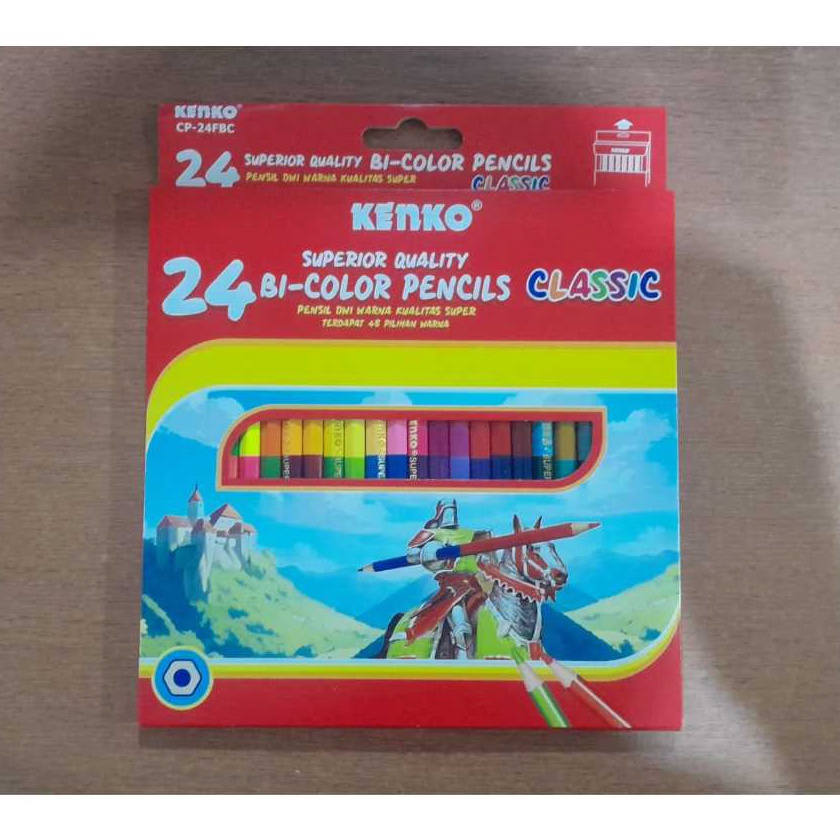 KENKO®
CP-24FBC
24 SUPERIOR QUALITY BI-COLOR PENCILS
PENSIL DWI WARNA KUALITAS SUPER
CLASSIC
KENKO®
SUPERIOR QUALITY
24 BI-COLOR PENCILS CLASSIC
PENSIL DWI WARNA KUALITAS SUPER
TERDAPAT 48 PILIHAN WARNA